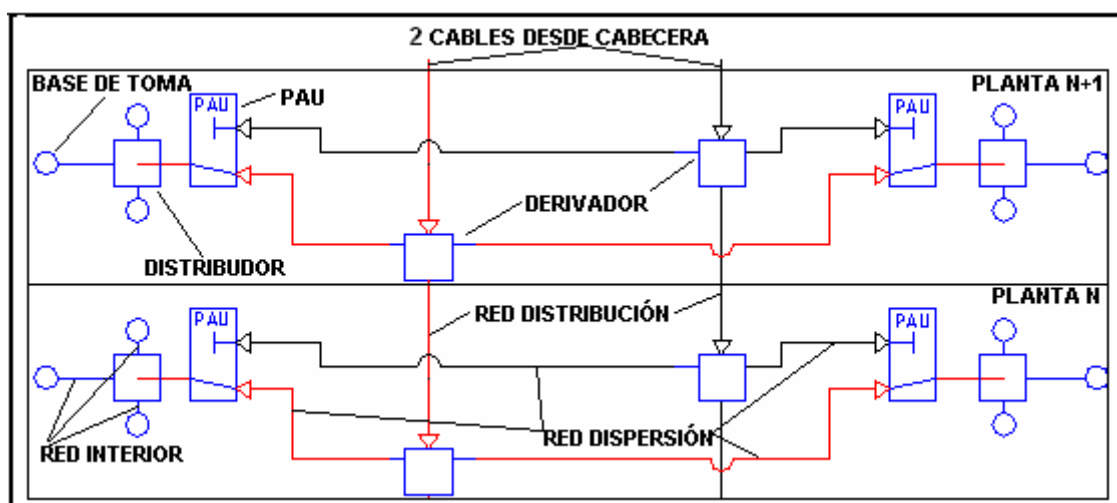 2 CABLES DESDE CABECERA
BASE DE TOMA
PAU
PAU
PAU
PLANTA N+1
DERIVADOR
DISTRIBUDOR
PLANTA N
RED DISTRIBUCIÓN
PAU
PAU
RED DISPERSIÓN
RED INTERIOR